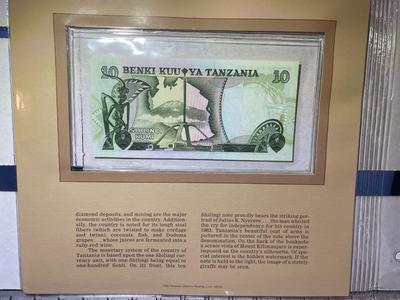 10 BENKI KUU YA TANZANIA 10
SHILINGI
KUMI
diamond deposits, and mining are the major
economic activities in the country. Addition-
ally, the country is noted for its tough sisal
fibers (which are twisted to make cordage
and twine), coconuts, fish, and Dodoma
grapes . . . whose juices are fermented into a
ruby-red wine.
The monetary system of the country of
Tanzania is based upon the one Shilingi cur-
rency unit, with one Shilingi being equal to
one-hundred Senti. On its front, this ten
Shilingi note proudly bears the striking por-
trait of Julius K. Nyerere . . . the man who led
the cry for independence for his country in
1963. Tanzania's beautiful coat of arms is
pictured in the center of the note above the
denomination. On the back of the banknote
a scenic vista of Mount Kilimanjaro is super-
imposed on the country's silhouette. Of spe-
cial interest is the hidden watermark. If the
note is held to the light, the image of a stately
giraffe may be seen.